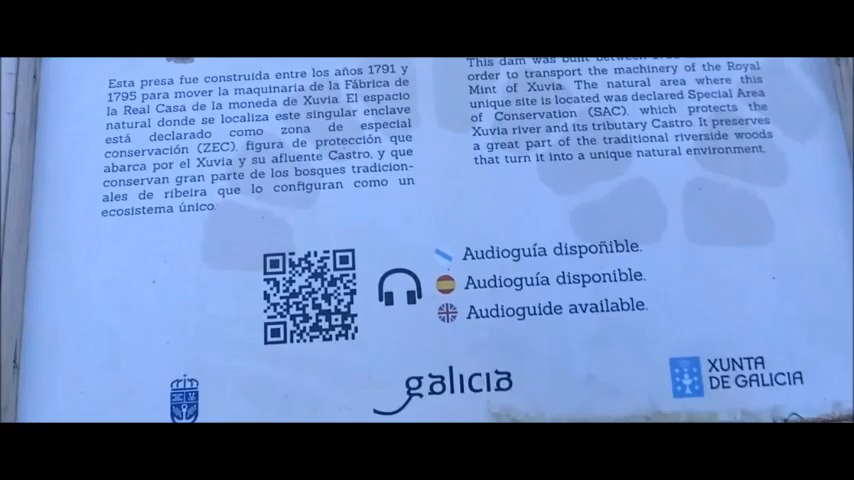 Esta presa fue construida entre los años 1791 y
1795 para mover la maquinaria de la Fábrica de
la Real Casa de la moneda de Xuvia. El espacio
natural donde se localiza este singular enclave
está declarado como zona de especial
conservación (ZEC), figura de protección que
abarca por el Xuvia y su afluente Castro, y que
conservan gran parte de los bosques tradicion-
ales de ribeira que lo configuran como un
ecosistema único.
This dam was built between
order to transport the machinery of the Royal
Mint of Xuvia. The natural area where this
unique site is located was declared Special Area
of Conservation (SAC), which protects the
Xuvia river and its tributary Castro. It preserves
a great part of the traditional riverside woods
that turn it into a unique natural environment.
Audioguía dispoñible.
Audioguía disponible.
Audioguide available.
galicia
XUNTA
DE GALICIA